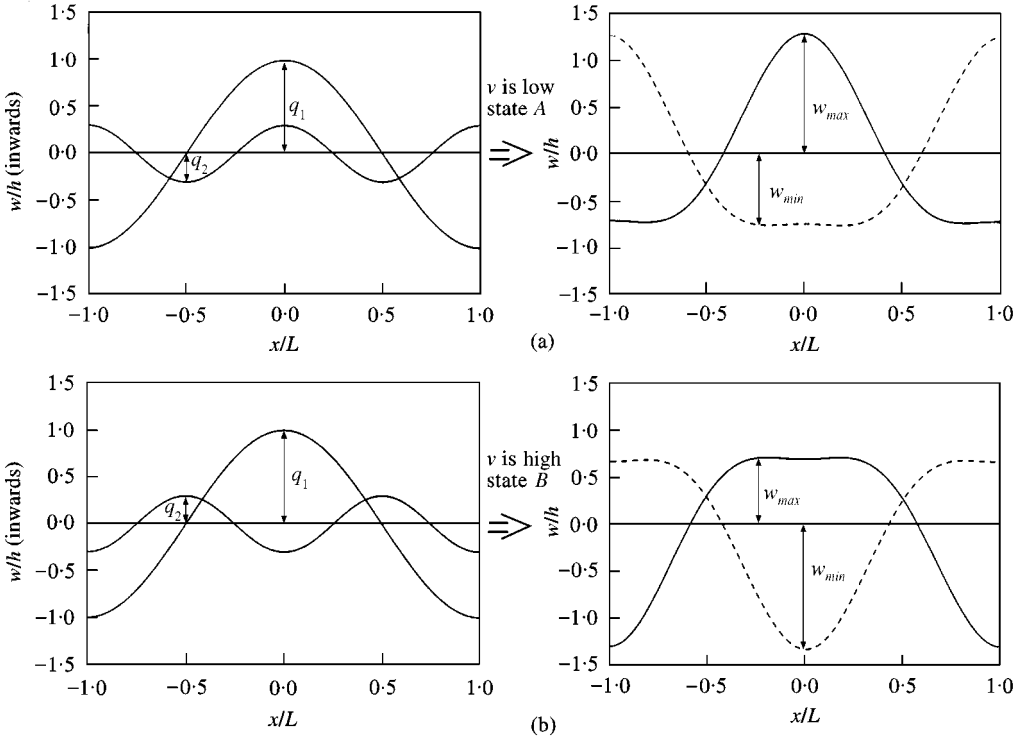 1·5
1·0
0·5
0·0
−0·5
−1·0
−1·5
w/h (inwards)
q1
q2
−1·0 −0·5 0·0 0·5 1·0
x/L
v is low
state A
1·5
1·0
0·5
0·0
−0·5
−1·0
−1·5
w/h
wmax
wmin
−1·0 −0·5 0·0 0·5 1·0
x/L
(a)
1·5
1·0
0·5
0·0
−0·5
−1·0
−1·5
w/h (inwards)
q1
q2
−1·0 −0·5 0·0 0·5 1·0
x/L
v is high
state B
1·5
1·0
0·5
0·0
−0·5
−1·0
−1·5
w/h
wmax
wmin
−1·0 −0·5 0·0 0·5 1·0
x/L
(b)